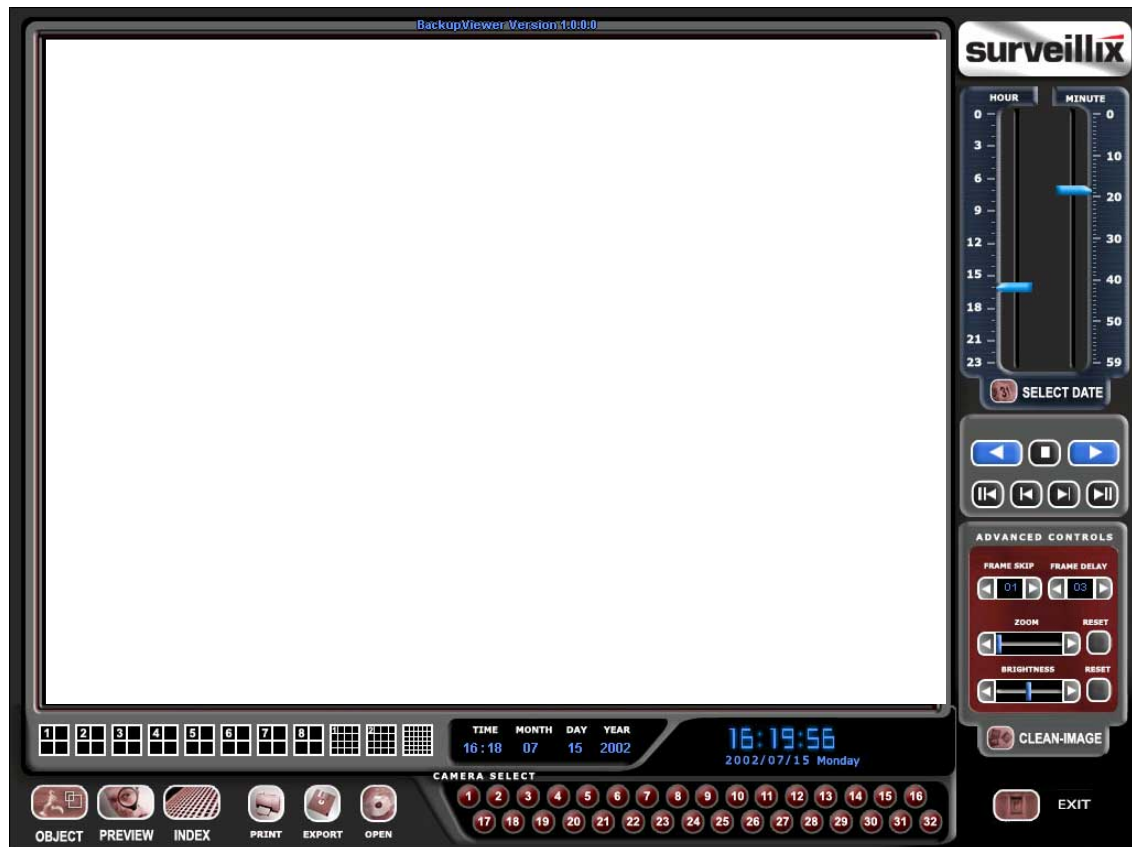 BackupViewer Version 1.0.0.0
surveillix
HOUR MINUTE
0 0
3
10
6
20
9
12 30
15
40
18
50
21
23 59
31 SELECT DATE
ADVANCED CONTROLS
FRAME SKIP FRAME DELAY
01 03
ZOOM RESET
BRIGHTNESS RESET
CLEAN-IMAGE
1 2 3 4 5 6 7 8 1 2
TIME MONTH DAY YEAR
16:18 07 15 2002
16:19:56
2002/07/15 Monday
CAMERA SELECT
1 2 3 4 5 6 7 8 9 10 11 12 13 14 15 16
17 18 19 20 21 22 23 24 25 26 27 28 29 30 31 32
OBJECT PREVIEW INDEX PRINT EXPORT OPEN
EXIT